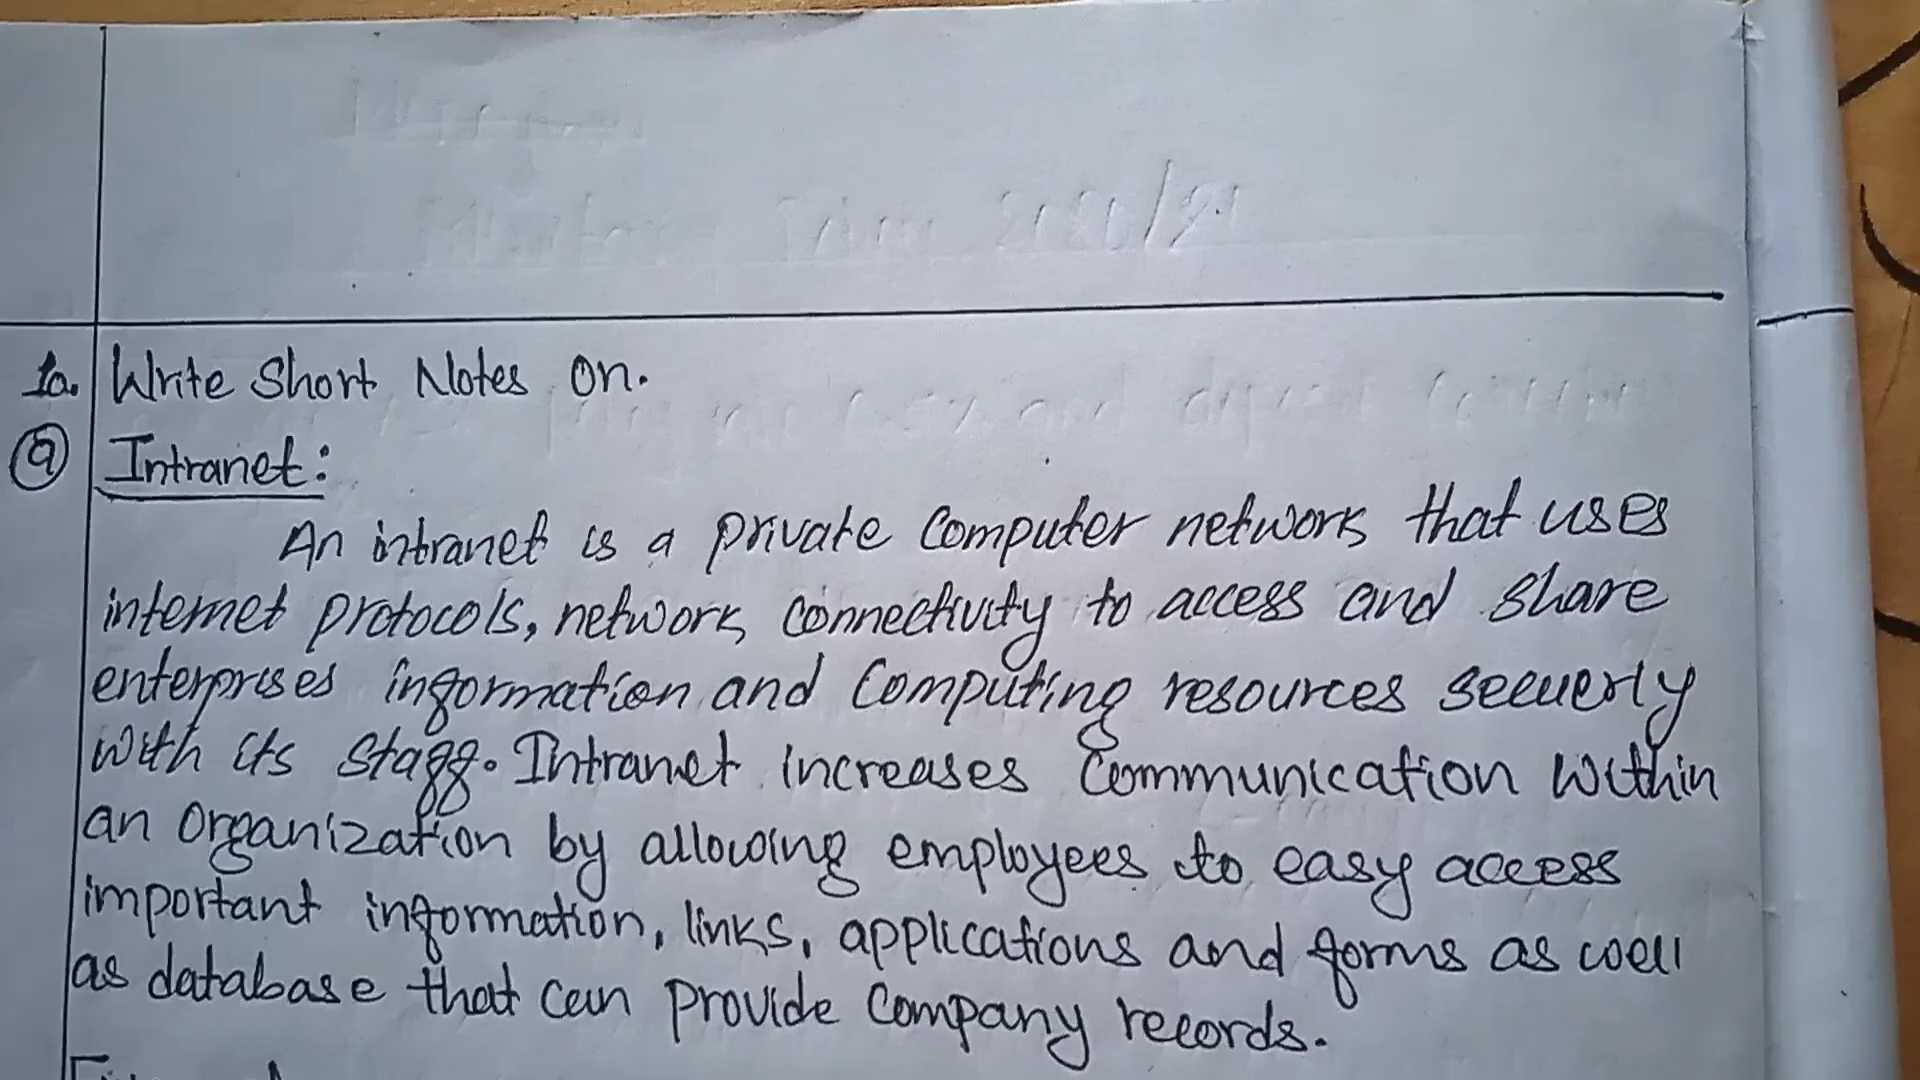 1a. Write Short Notes on.
(a) Intranet:
An intranet is a private Computer network that uses
internet protocols, network connectivity to access and share
enterprises information and Computing resources secuerly
with its staff. Intranet increases Communication within
an organization by allowing employees to easy access
important information, links, applications and forms as well
as database that can provide Company records.